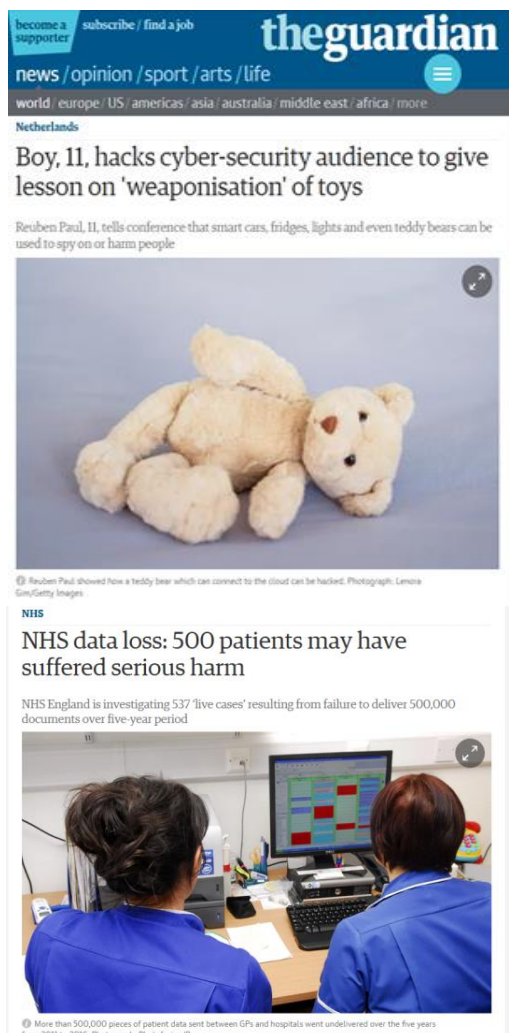 become a
supporter
subscribe / find a job
theguardian
news / opinion / sport / arts / life
world / europe / US / americas / asia / australia / middle east / africa / more
Netherlands
Boy, 11, hacks cyber-security audience to give
lesson on 'weaponisation' of toys
Reuben Paul, 11, tells conference that smart cars, fridges, lights and even teddy bears can be
used to spy on or harm people
Reuben Paul showed how a teddy bear which can connect to the cloud can be hacked. Photograph: Lenora
Gim/Getty Images
NHS
NHS data loss: 500 patients may have
suffered serious harm
NHS England is investigating 537 'live cases' resulting from failure to deliver 500,000
documents over five-year period
More than 500,000 pieces of patient data sent between GPs and hospitals went undelivered over the five years